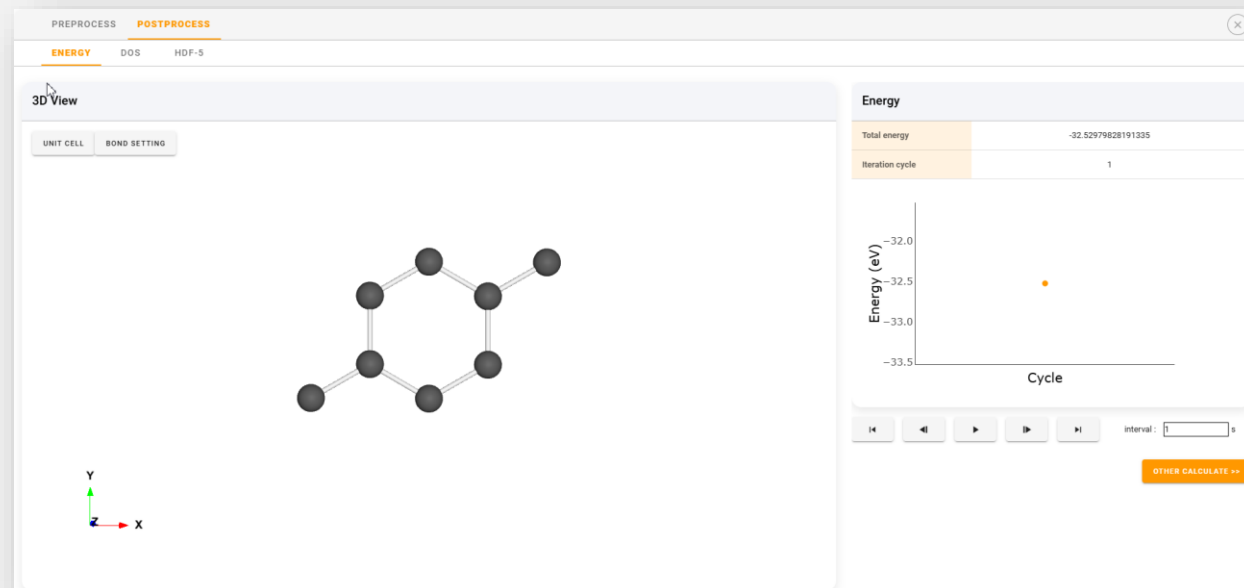 PREPROCESS POSTPROCESS
ENERGY DOS HDF-5
3D View
UNIT CELL BOND SETTING
Y
Z X
Energy
Total energy -32.52979828191335
Iteration cycle 1
Energy (eV)
−32.0
−32.5
−33.0
−33.5
Cycle
interval : 1 s
OTHER CALCULATE >>